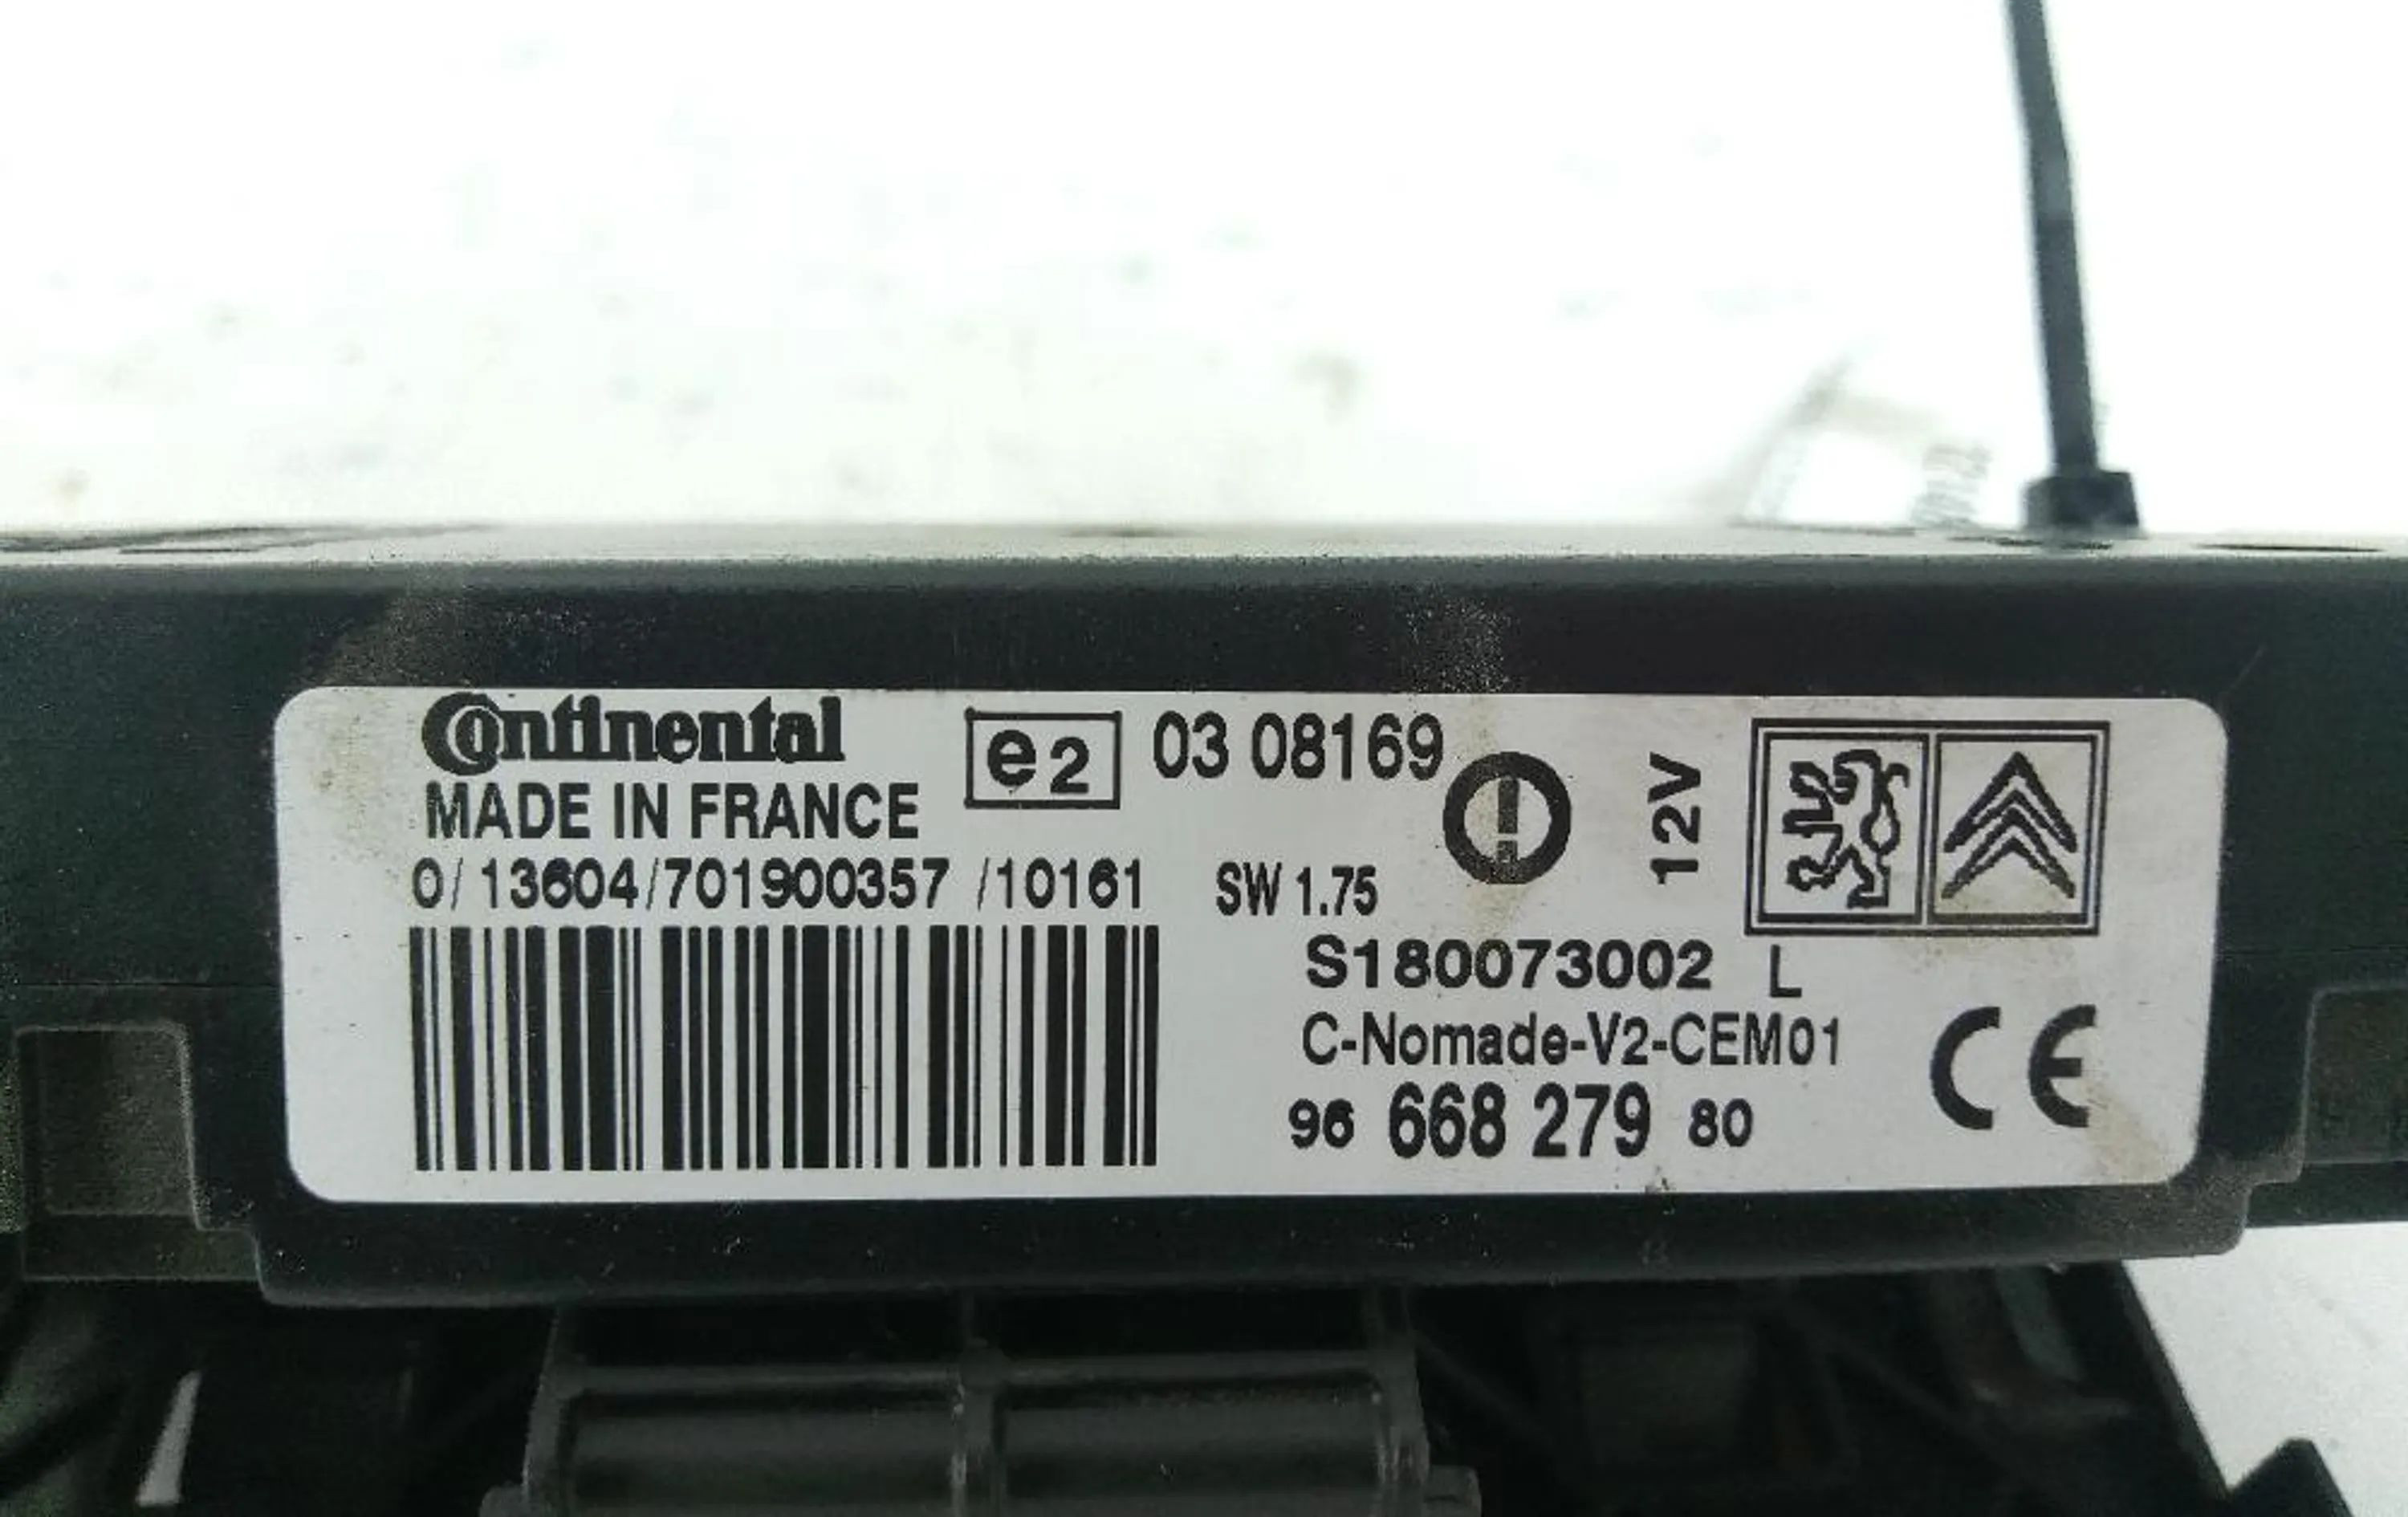 Continental
MADE IN FRANCE
e2 03 08169
0/ 13604/701900357 /10161
SW 1.75
12V
S180073002 L
C-Nomade-V2-CEM01
96 668 279 80
CE